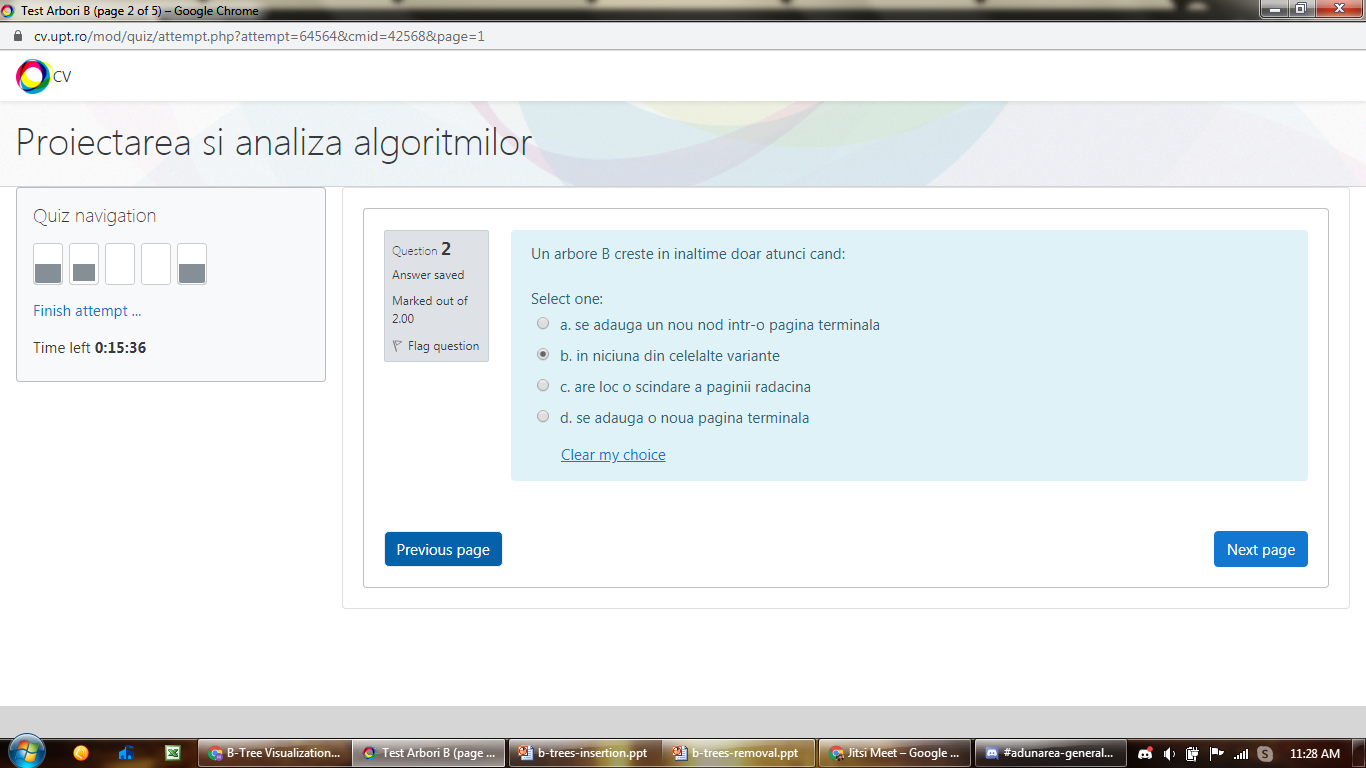 Test Arbori B (page 2 of 5) – Google Chrome
cv.upt.ro/mod/quiz/attempt.php?attempt=64564&cmid=42568&page=1
CV
Proiectarea si analiza algoritmilor
Quiz navigation
Finish attempt ...
Time left 0:15:36
Question 2
Answer saved
Marked out of
2.00
Flag question
Un arbore B creste in inaltime doar atunci cand:
Select one:
a. se adauga un nou nod intr-o pagina terminala
b. in niciuna din celelalte variante
c. are loc o scindare a paginii radacina
d. se adauga o noua pagina terminala
Clear my choice
Previous page
Next page
B-Tree Visualization...
Test Arbori B (page ...
b-trees-insertion.ppt
b-trees-removal.ppt
Jitsi Meet – Google ...
#adunarea-general...
11:28 AM